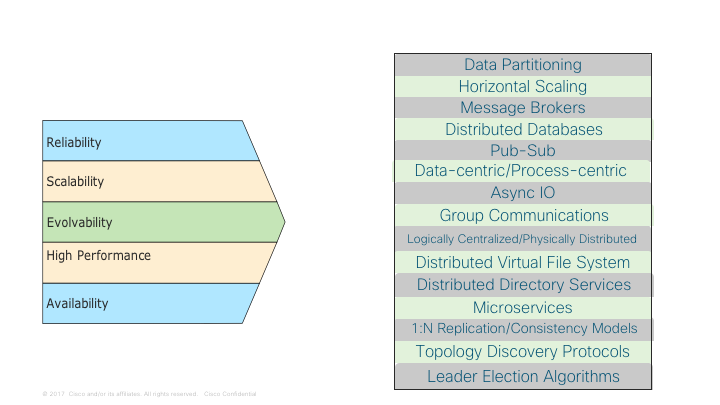 Reliability
Scalability
Evolvability
High Performance
Availability
Data Partitioning
Horizontal Scaling
Message Brokers
Distributed Databases
Pub-Sub
Data-centric/Process-centric
Async IO
Group Communications
Logically Centralized/Physically Distributed
Distributed Virtual File System
Distributed Directory Services
Microservices
1:N Replication/Consistency Models
Topology Discovery Protocols
Leader Election Algorithms
© 2017 Cisco and/or its affiliates. All rights reserved. Cisco Confidential